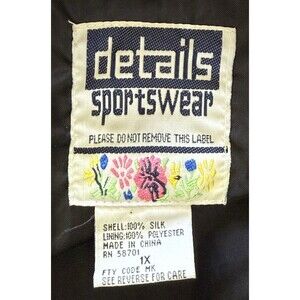 details
sportswear
PLEASE DO NOT REMOVE THIS LABEL
SHELL:100% SILK
LINING:100% POLYESTER
MADE IN CHINA
RN 58701
1X
FTY CODE MK
SEE REVERSE FOR CARE